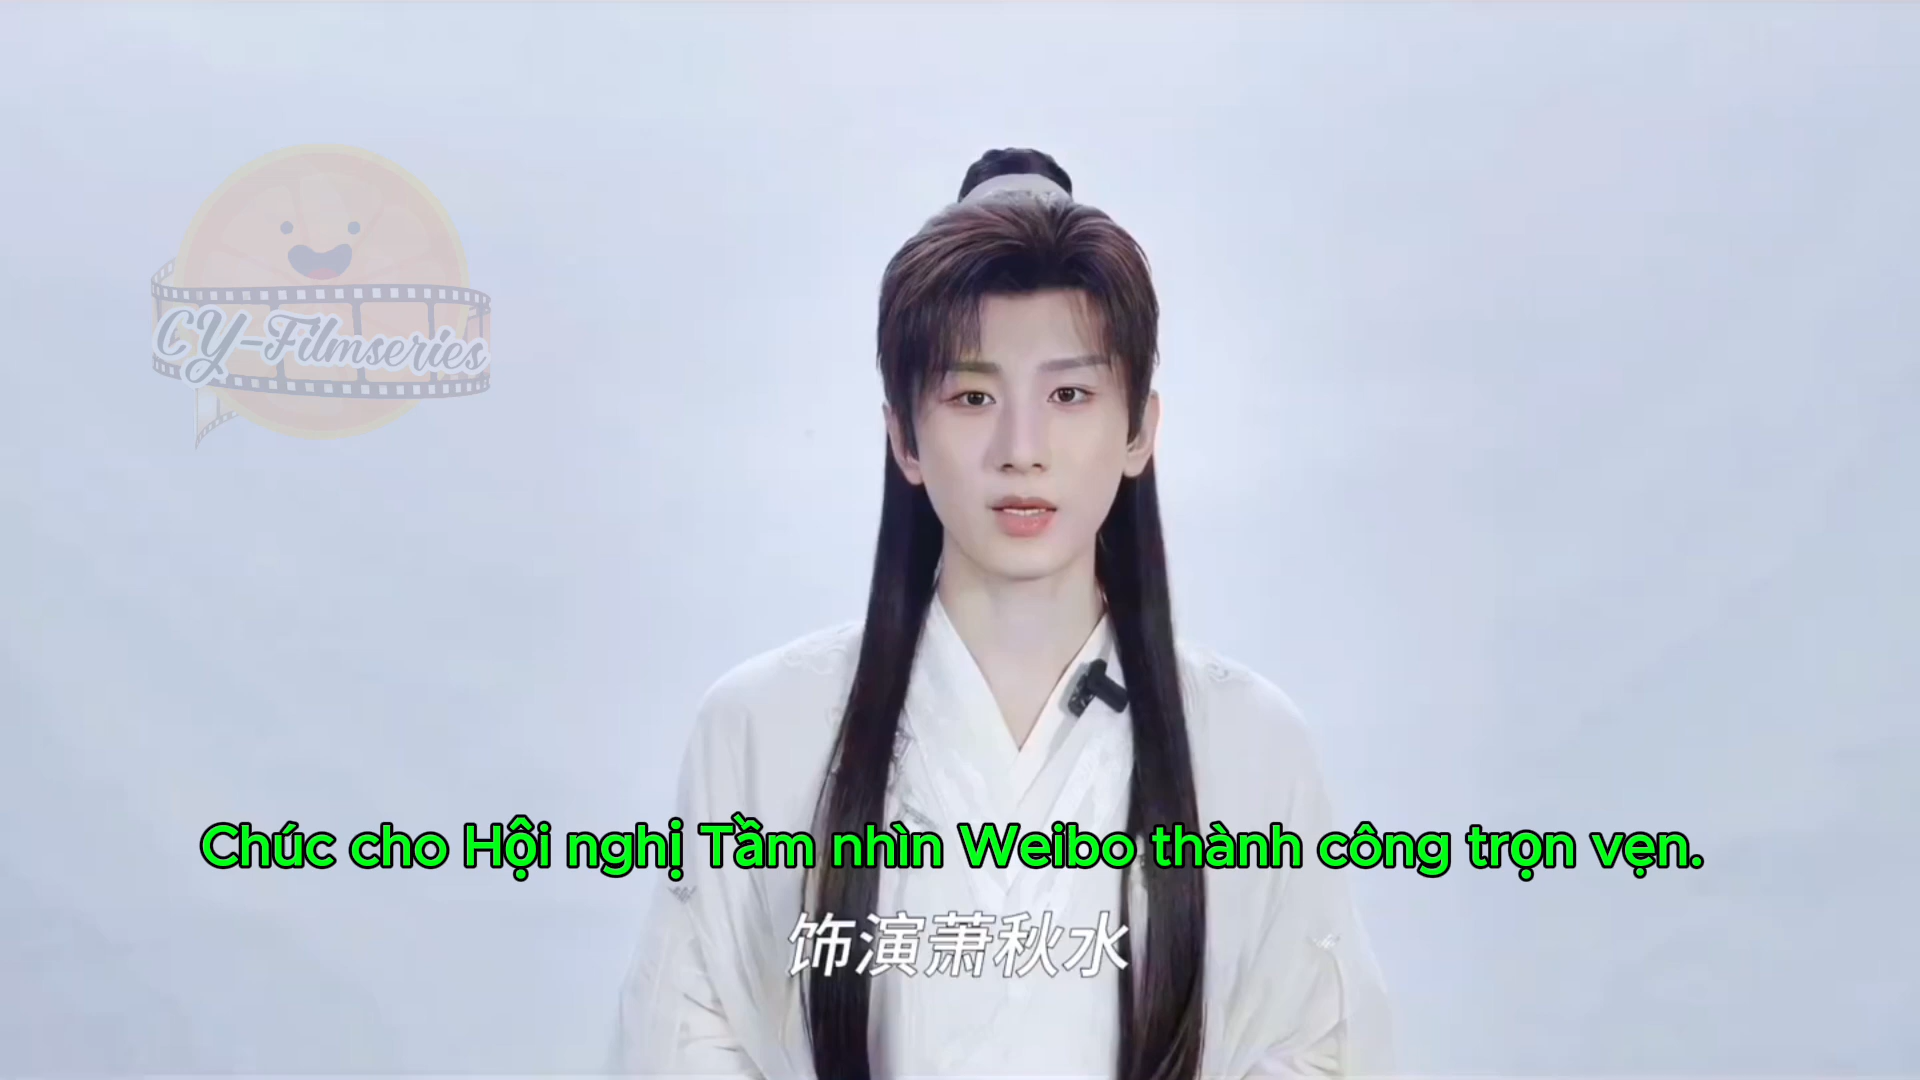 CY-Filmseries
Chúc cho Hội nghị Tầm nhìn Weibo thành công trọn vẹn.
饰演萧秋水